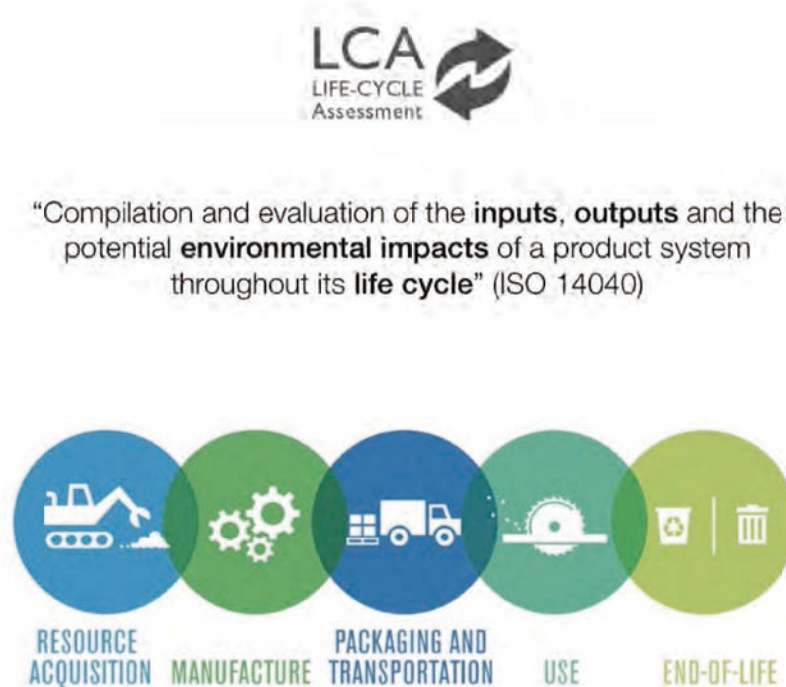 LCA
LIFE-CYCLE
Assessment
“Compilation and evaluation of the inputs, outputs and the
potential environmental impacts of a product system
throughout its life cycle” (ISO 14040)
RESOURCE
ACQUISITION
MANUFACTURE
PACKAGING AND
TRANSPORTATION
USE
END-OF-LIFE